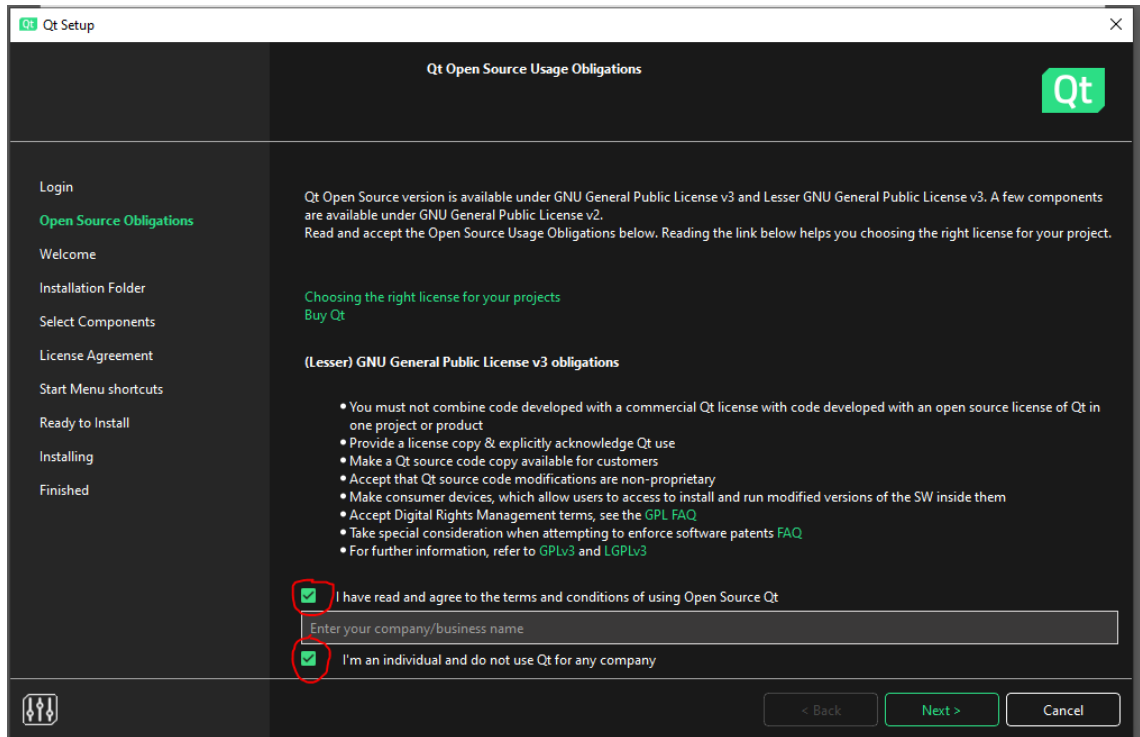 Qt Qt Setup
Qt Open Source Usage Obligations
Qt
Login
Open Source Obligations
Welcome
Installation Folder
Select Components
License Agreement
Start Menu shortcuts
Ready to Install
Installing
Finished
Qt Open Source version is available under GNU General Public License v3 and Lesser GNU General Public License v3. A few components
are available under GNU General Public License v2.
Read and accept the Open Source Usage Obligations below. Reading the link below helps you choosing the right license for your project.
Choosing the right license for your projects
Buy Qt
(Lesser) GNU General Public License v3 obligations
• You must not combine code developed with a commercial Qt license with code developed with an open source license of Qt in
one project or product
• Provide a license copy & explicitly acknowledge Qt use
• Make a Qt source code copy available for customers
• Accept that Qt source code modifications are non-proprietary
• Make consumer devices, which allow users to access to install and run modified versions of the SW inside them
• Accept Digital Rights Management terms, see the GPL FAQ
• Take special consideration when attempting to enforce software patents FAQ
• For further information, refer to GPLv3 and LGPLv3
I have read and agree to the terms and conditions of using Open Source Qt
Enter your company/business name
I'm an individual and do not use Qt for any company
< Back
Next >
Cancel